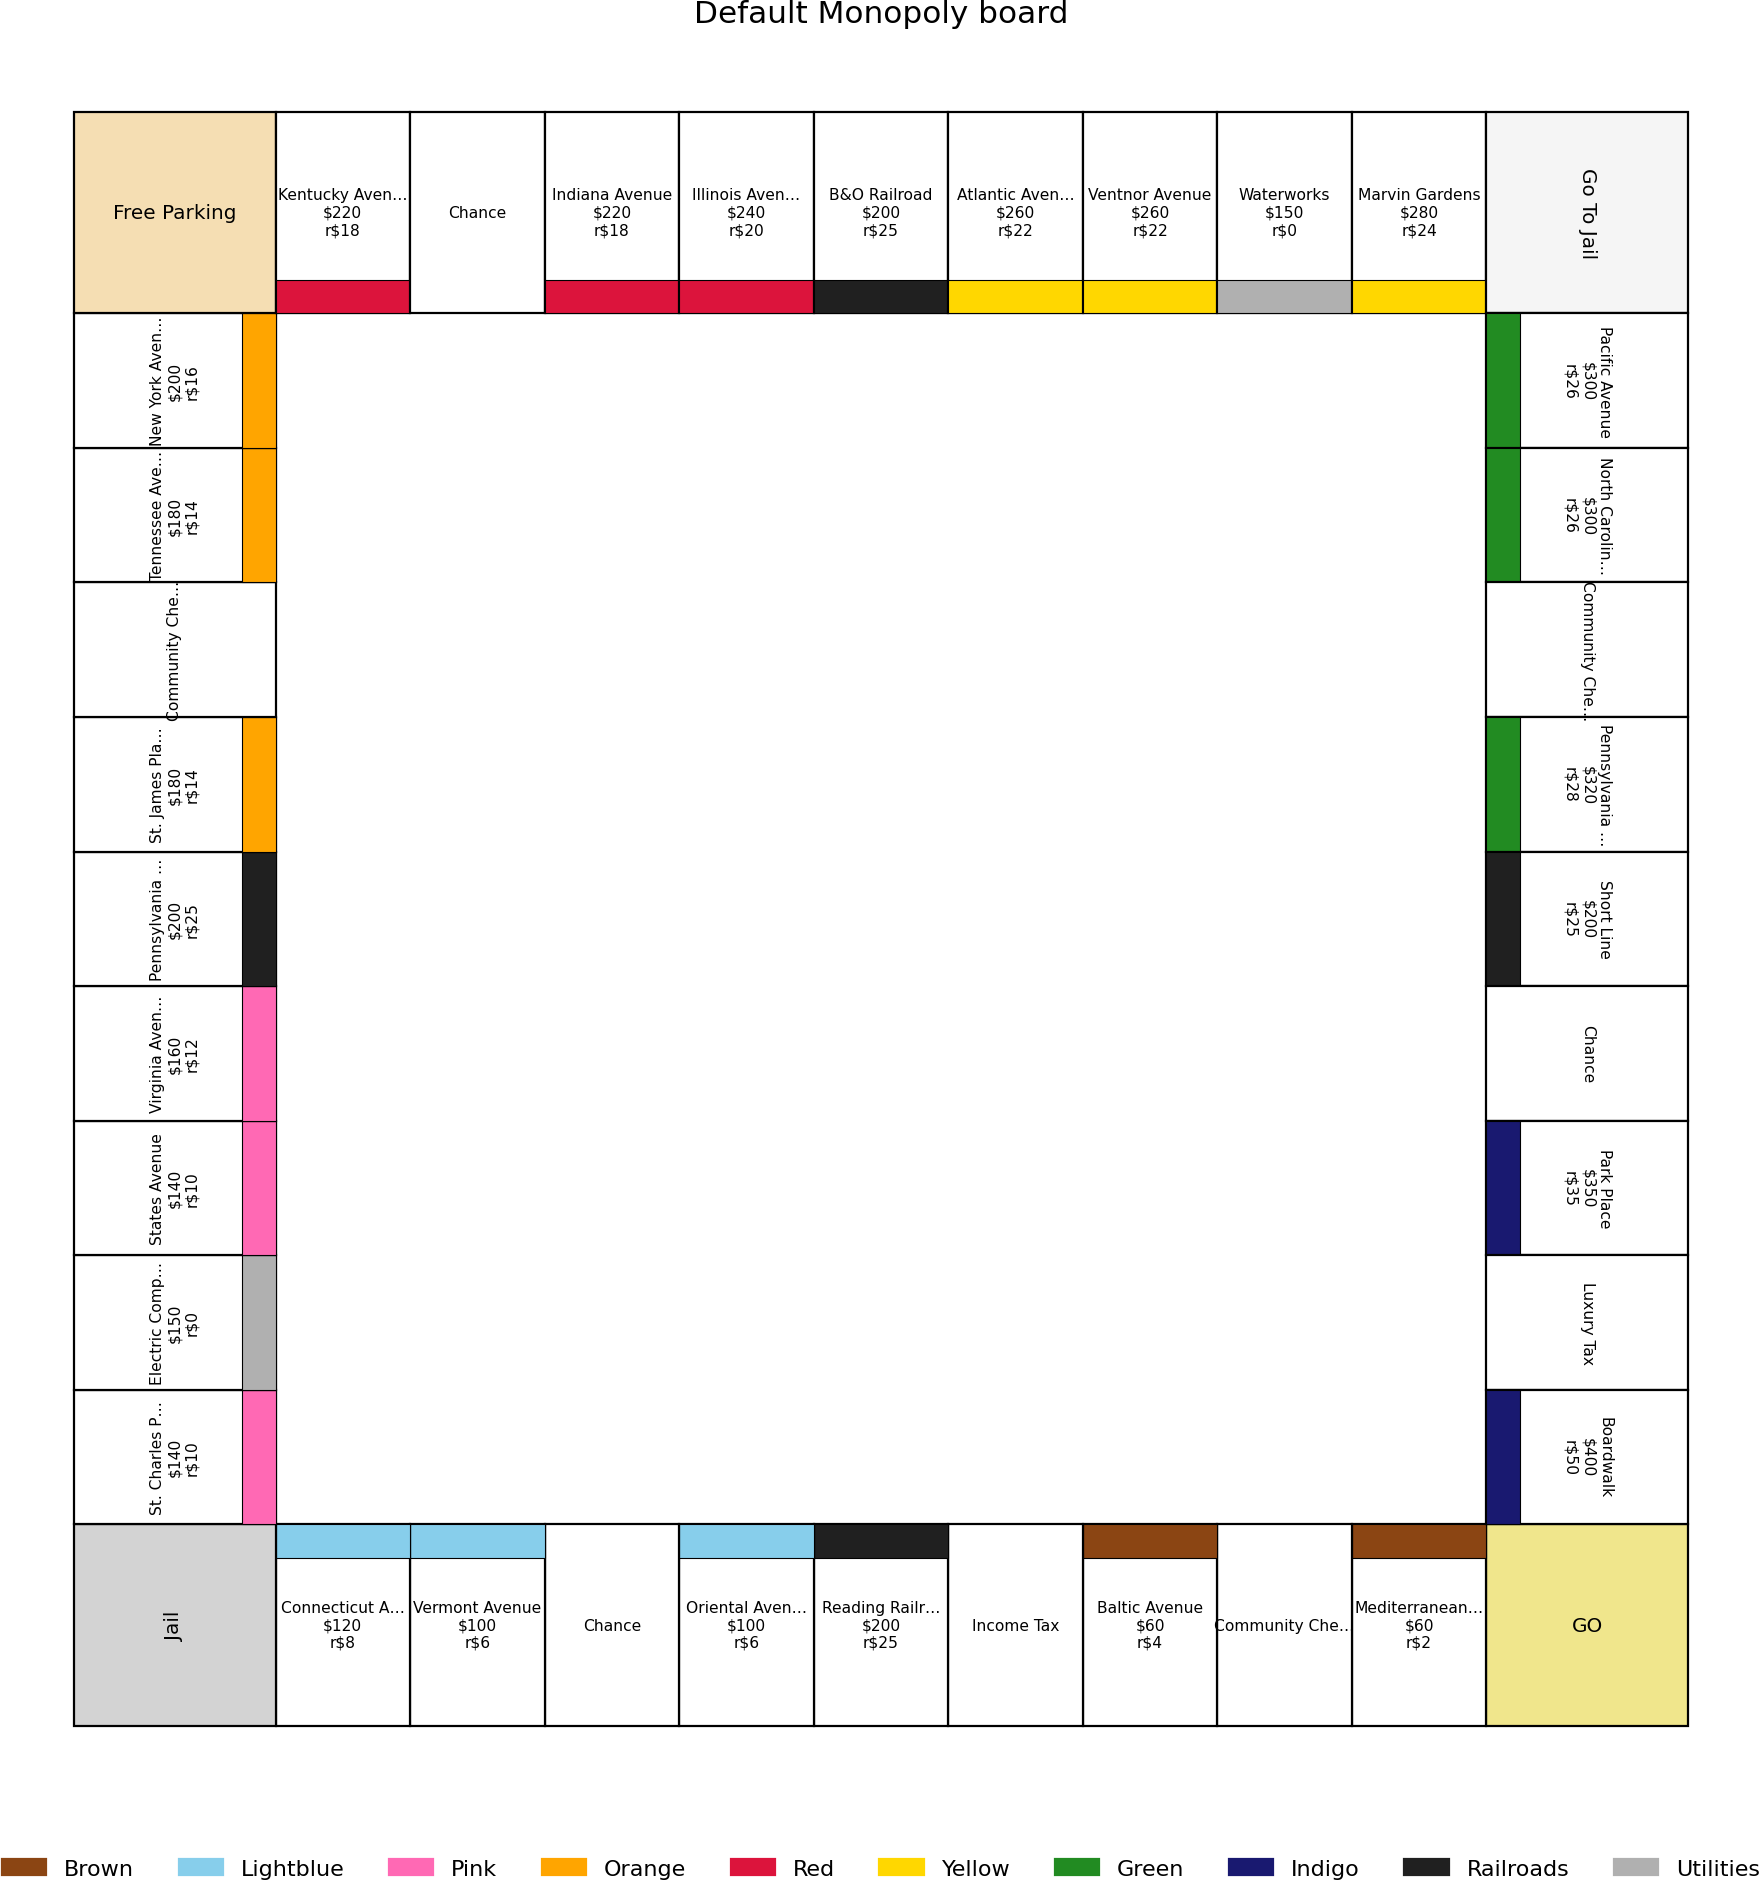 Default Monopoly board
Free Parking
Kentucky Aven...
$220
r$18
Chance
Indiana Avenue
$220
r$18
Illinois Aven...
$240
r$20
B&O Railroad
$200
r$25
Atlantic Aven...
$260
r$22
Ventnor Avenue
$260
r$22
Waterworks
$150
r$0
Marvin Gardens
$280
r$24
Go To Jail
New York Aven...
$200
r$16
Tennessee Ave...
$180
r$14
Community Che...
St. James Pla...
$180
r$14
Pennsylvania ...
$200
r$25
Virginia Aven...
$160
r$12
States Avenue
$140
r$10
Electric Comp...
$150
r$0
St. Charles P...
$140
r$10
Pacific Avenue
$300
r$26
North Carolin...
$300
r$26
Community Che...
Pennsylvania ...
$320
r$28
Short Line
$200
r$25
Chance
Park Place
$350
r$35
Luxury Tax
Boardwalk
$400
r$50
Jail
Connecticut A...
$120
r$8
Vermont Avenue
$100
r$6
Chance
Oriental Aven...
$100
r$6
Reading Railr...
$200
r$25
Income Tax
Baltic Avenue
$60
r$4
Community Che...
Mediterranean...
$60
r$2
GO
Brown
Lightblue
Pink
Orange
Red
Yellow
Green
Indigo
Railroads
Utilities